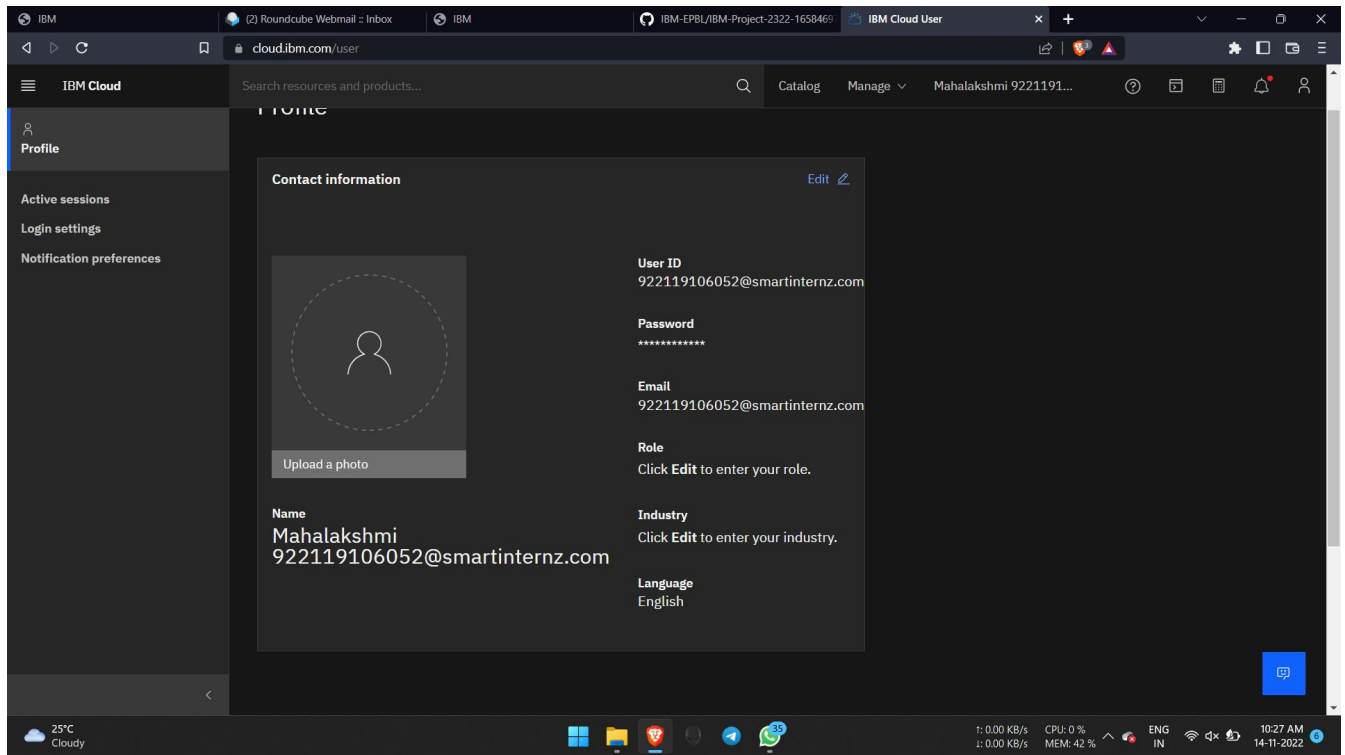 IBM
(2) Roundcube Webmail :: Inbox
IBM
IBM-EPBL/IBM-Project-2322-1658469
IBM Cloud User
cloud.ibm.com/user
IBM Cloud
Search resources and products...
Catalog
Manage
Mahalakshmi 9221191...
Profile
Profile
Active sessions
Login settings
Notification preferences
Contact information
Edit
Upload a photo
Name
Mahalakshmi
922119106052@smartinternz.com
User ID
922119106052@smartinternz.com
Password
************
Email
922119106052@smartinternz.com
Role
Click Edit to enter your role.
Industry
Click Edit to enter your industry.
Language
English
25°C
Cloudy
35
↑: 0.00 KB/s
↓: 0.00 KB/s
CPU: 0 %
MEM: 42 %
ENG
IN
10:27 AM
14-11-2022
6